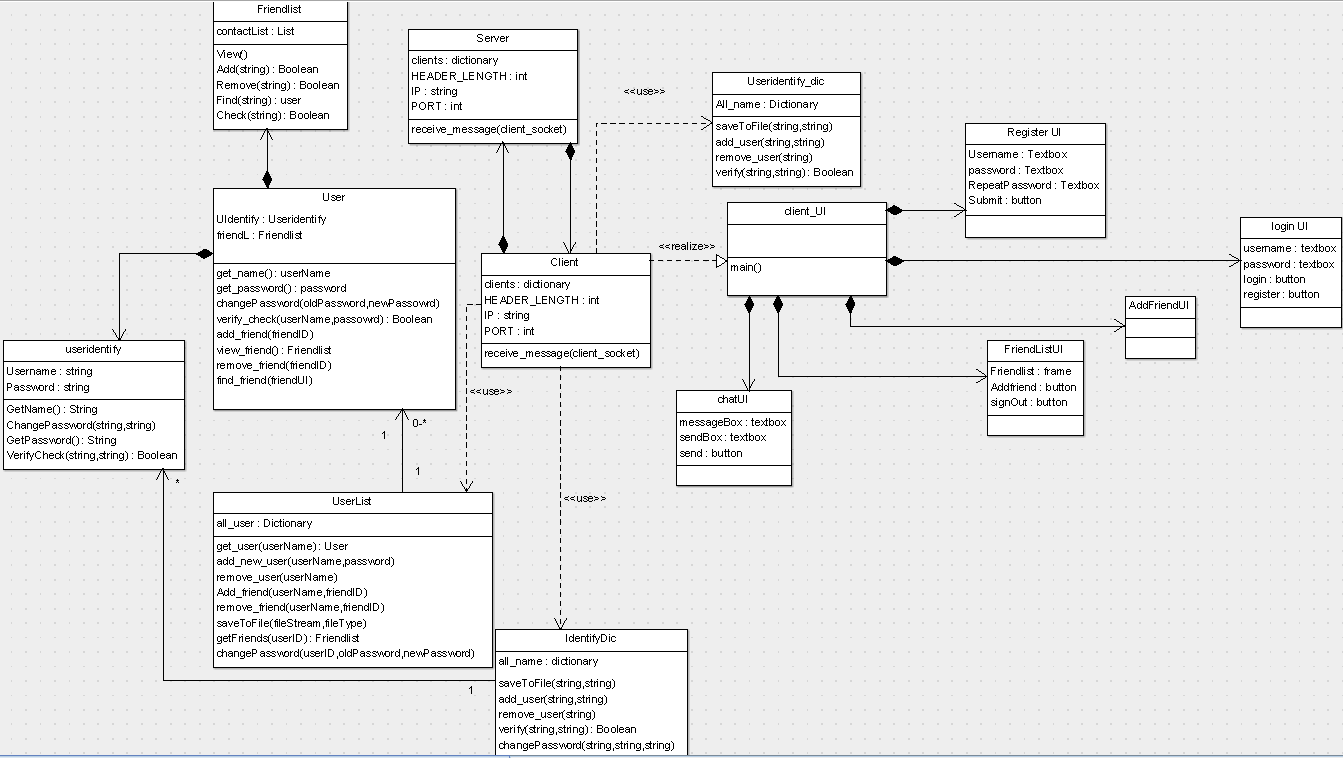 Friendlist
contactList : List
View()
Add(string) : Boolean
Remove(string) : Boolean
Find(string) : user
Check(string) : Boolean
Server
clients : dictionary
HEADER_LENGTH : int
IP : string
PORT : int
receive_message(client_socket)
<<use>>
Useridentify_dic
All_name : Dictionary
saveToFile(string,string)
add_user(string,string)
remove_user(string)
verify(string,string) : Boolean
Register UI
Username : Textbox
password : Textbox
RepeatPassword : Textbox
Submit : button
User
UIdentify : Useridentify
friendL : Friendlist
get_name() : userName
get_password() : password
changePassword(oldPassword,newPassowrd)
verify_check(userName,passowrd) : Boolean
add_friend(friendID)
view_friend() : Friendlist
remove_friend(friendID)
find_friend(friendUI)
client_UI
main()
<<realize>>
login UI
username : textbox
password : textbox
login : button
register : button
Client
clients : dictionary
HEADER_LENGTH : int
IP : string
PORT : int
receive_message(client_socket)
AddFriendUI
useridentify
Username : string
Password : string
GetName() : String
ChangePassword(string,string)
GetPassword() : String
VerifyCheck(string,string) : Boolean
FriendListUI
Friendlist : frame
Addfriend : button
signOut : button
<<use>>
chatUI
messageBox : textbox
sendBox : textbox
send : button
0-*
1
1
*
UserList
all_user : Dictionary
get_user(userName) : User
add_new_user(userName,password)
remove_user(userName)
Add_friend(userName,friendID)
remove_friend(userName,friendID)
saveToFile(fileStream,fileType)
getFriends(userID) : Friendlist
changePassword(userID,oldPassword,newPassword)
<<use>>
1
IdentifyDic
all_name : dictionary
saveToFile(string,string)
add_user(string,string)
remove_user(string)
verify(string,string) : Boolean
changePassword(string,string,string)